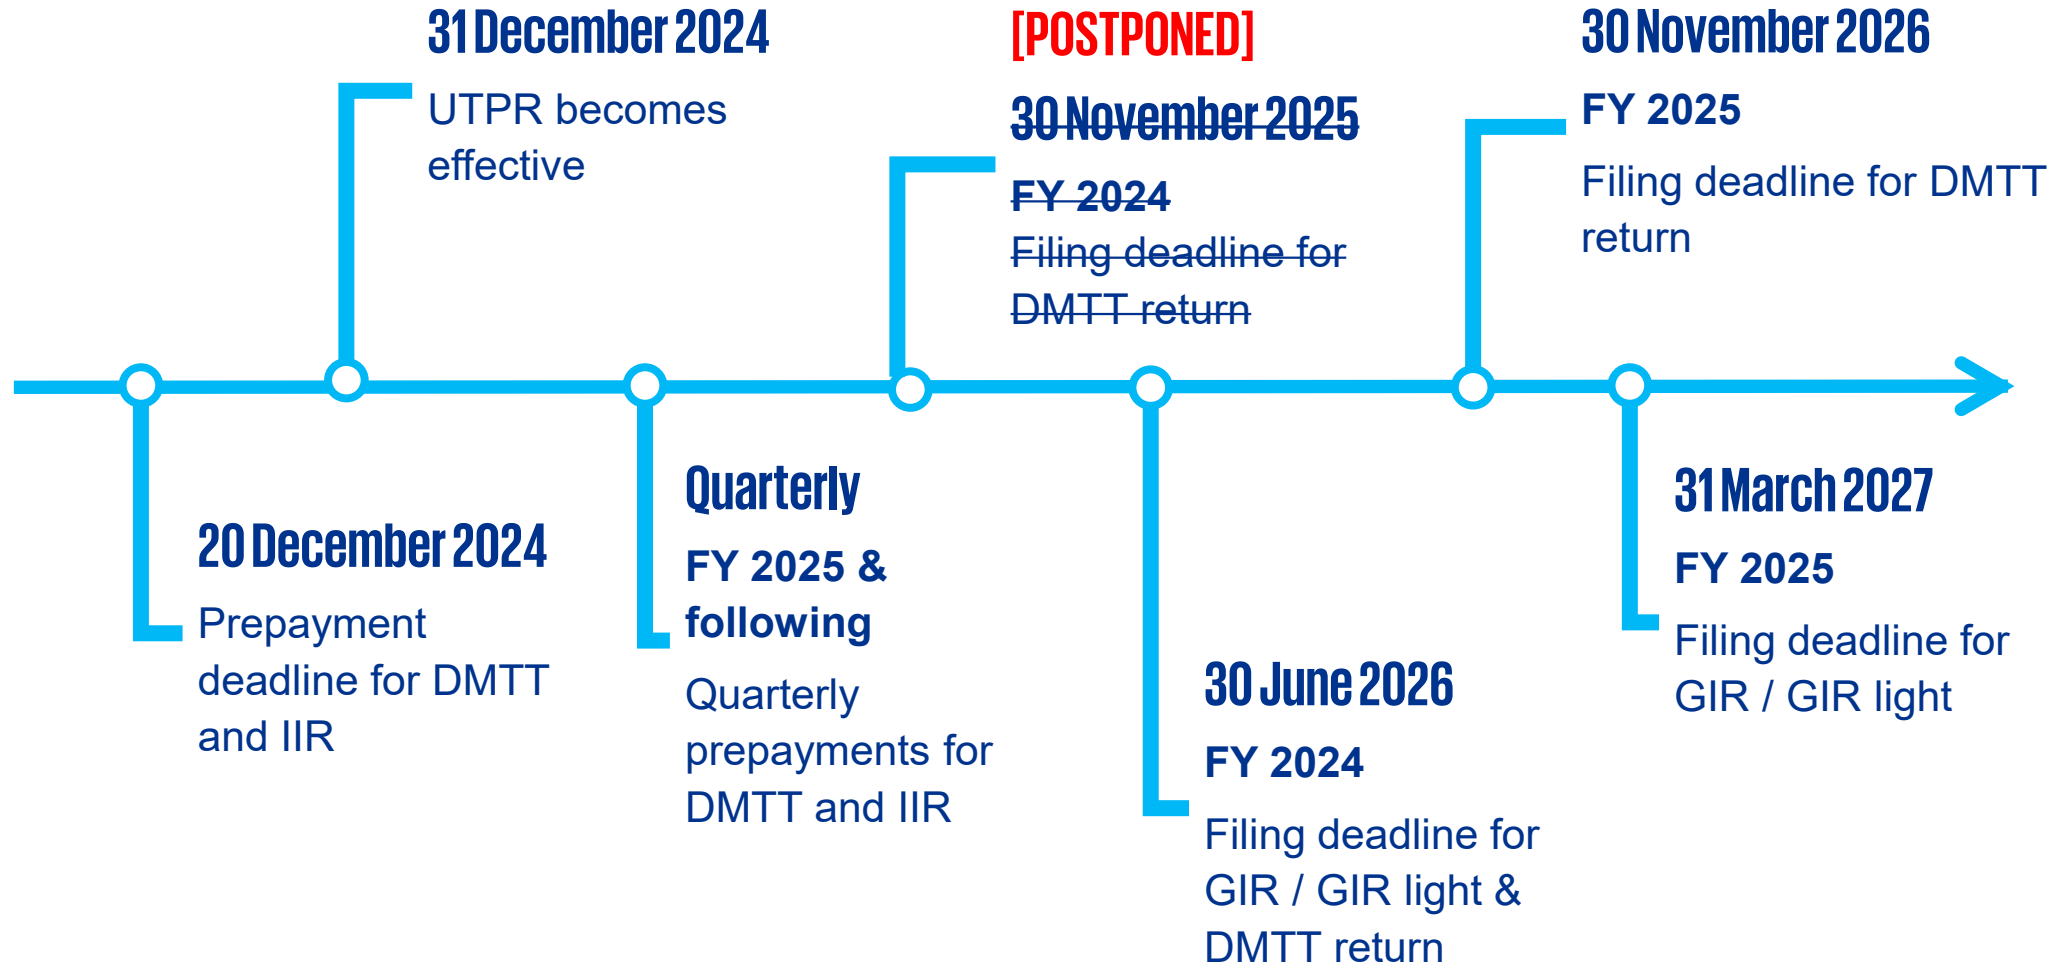 31 December 2024
UTPR becomes
effective
[POSTPONED]
30 November 2025
FY 2024
Filing deadline for
DMTT return
30 November 2026
FY 2025
Filing deadline for DMTT
return
20 December 2024
Prepayment
deadline for DMTT
and IIR
Quarterly
FY 2025 &
following
Quarterly
prepayments for
DMTT and IIR
30 June 2026
FY 2024
Filing deadline for
GIR / GIR light &
DMTT return
31 March 2027
FY 2025
Filing deadline for
GIR / GIR light